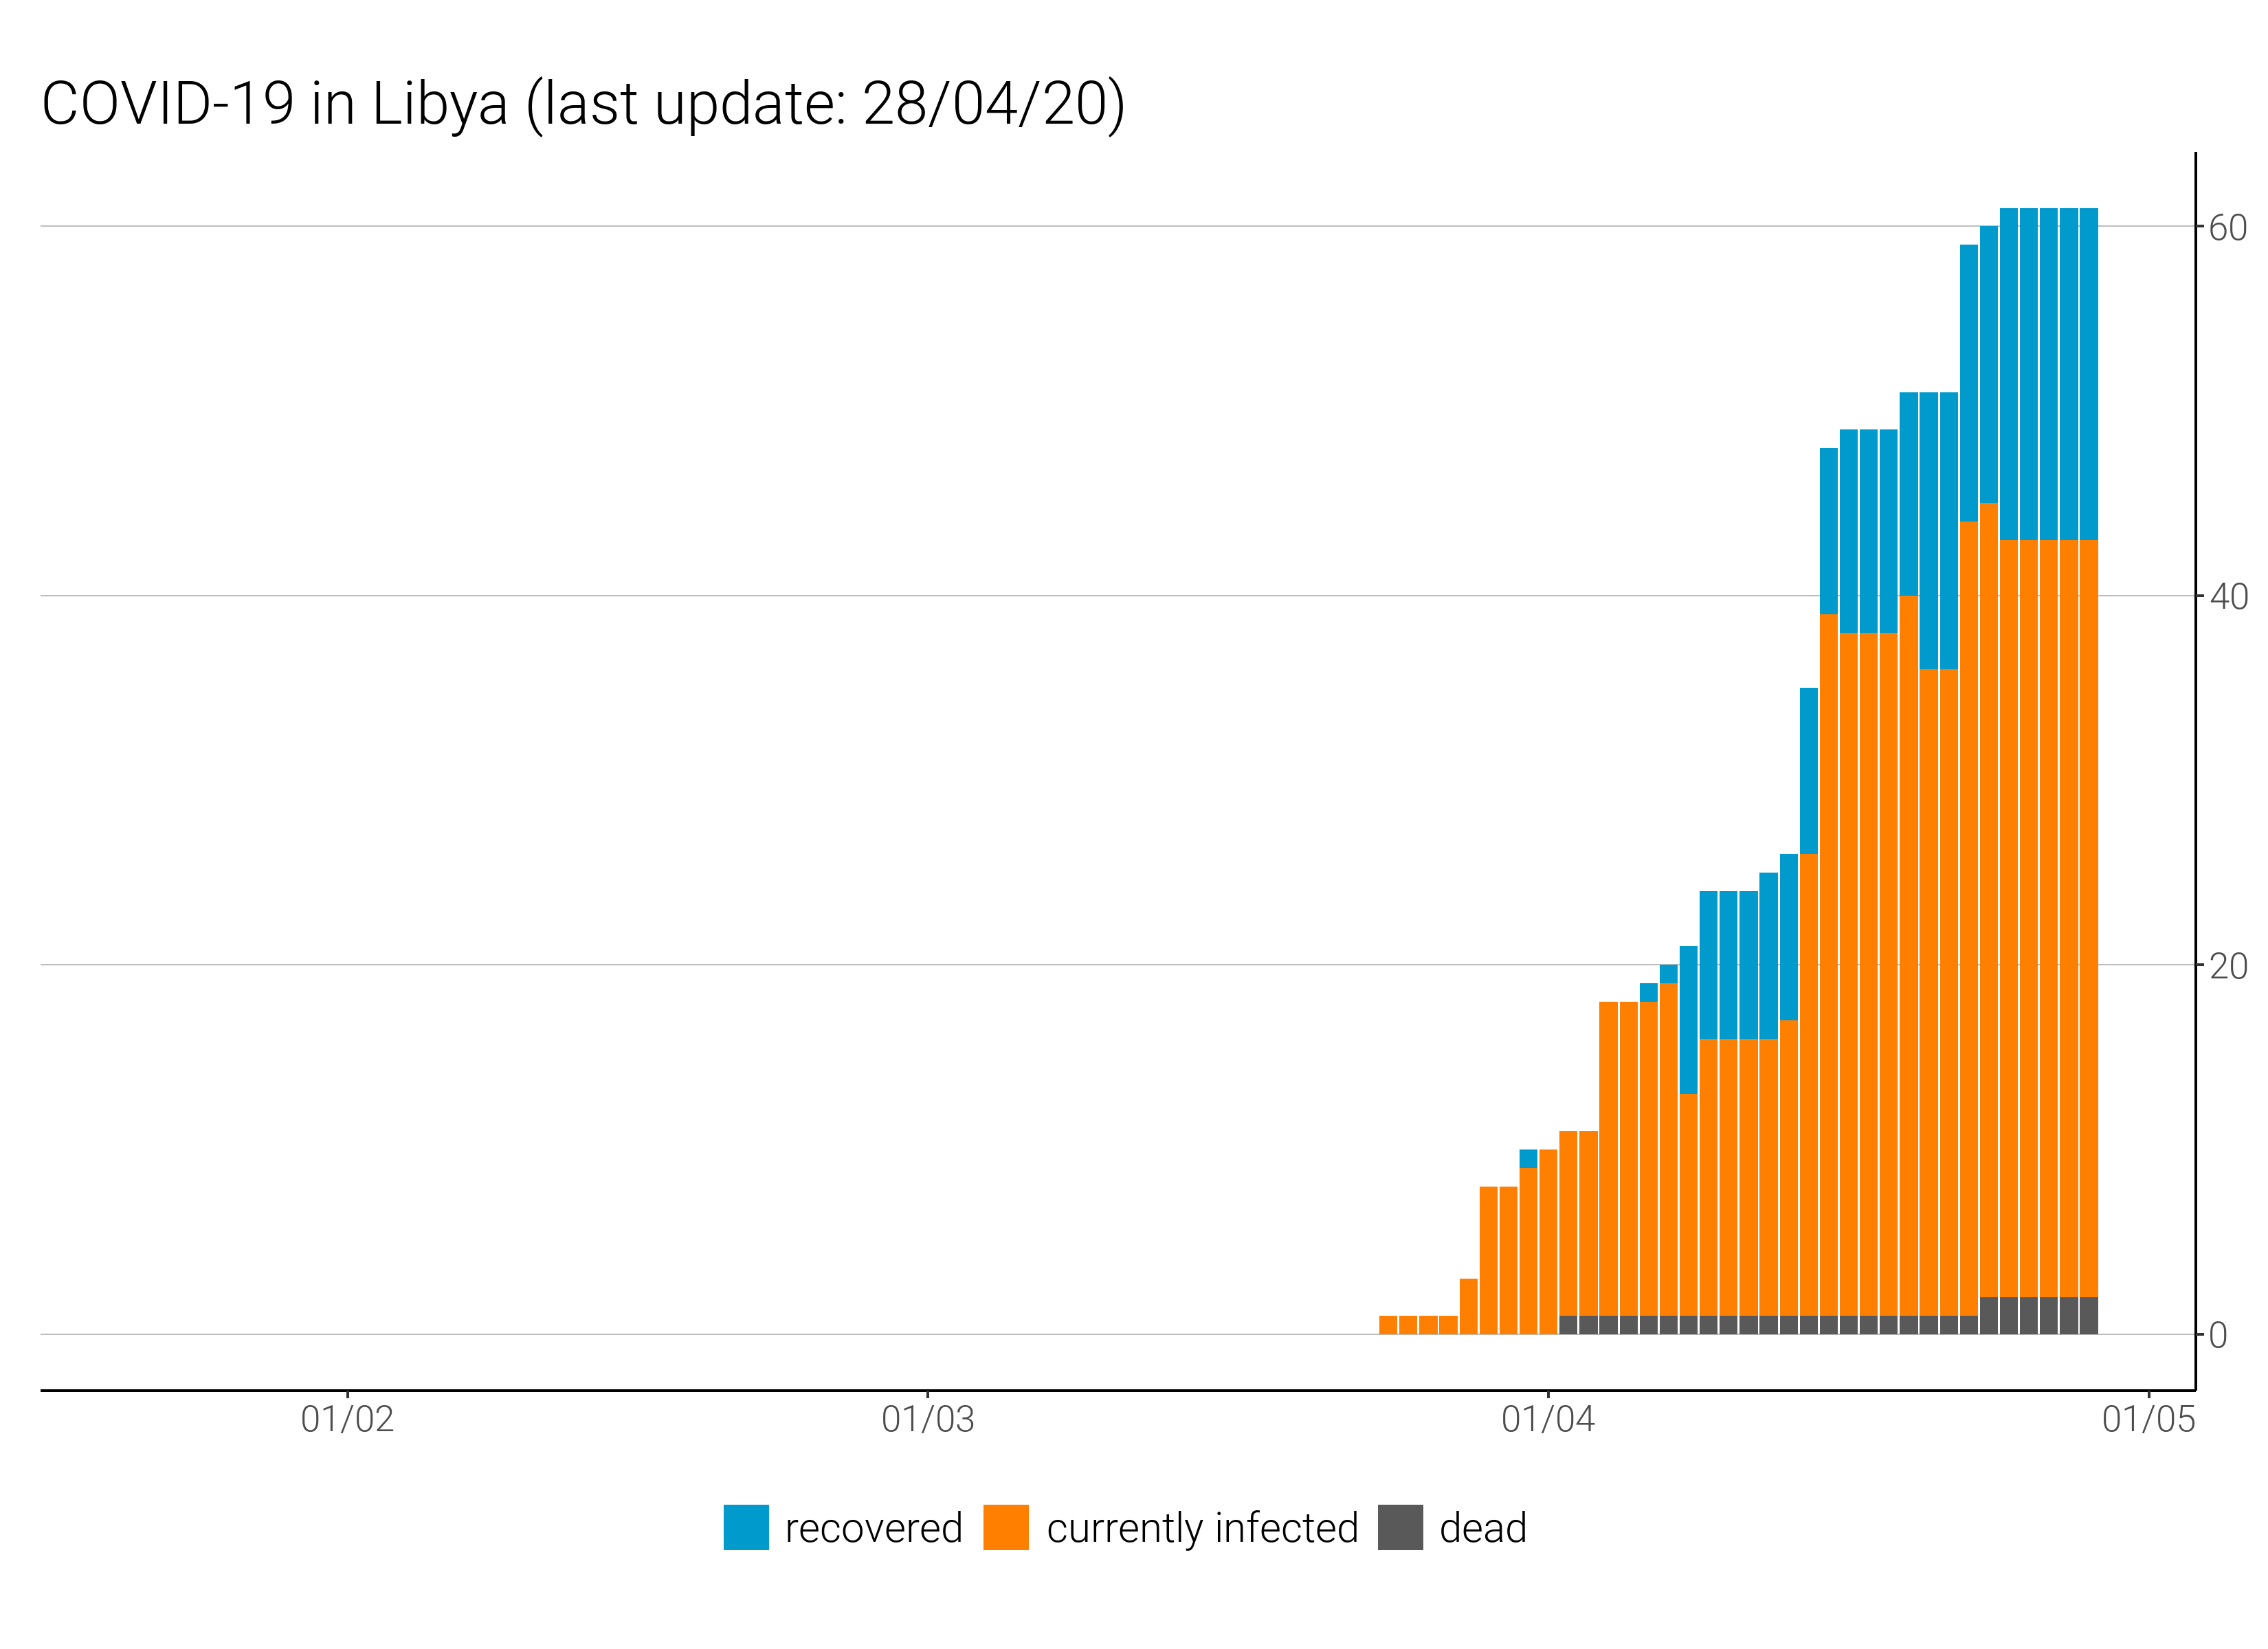 COVID-19 in Libya (last update: 28/04/20)
60
40
20
0
01/02 01/03 01/04 01/05
recovered currently infected dead